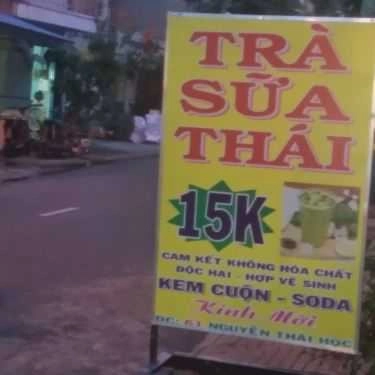 TRÀ
SỮA
THÁI
15K
CAM KẾT KHÔNG HÓA CHẤT
ĐỘC HẠI - HỢP VỆ SINH
KEM CUỘN - SODA
Kính Mời
ĐC: 61 NGUYỄN THÁI HỌC